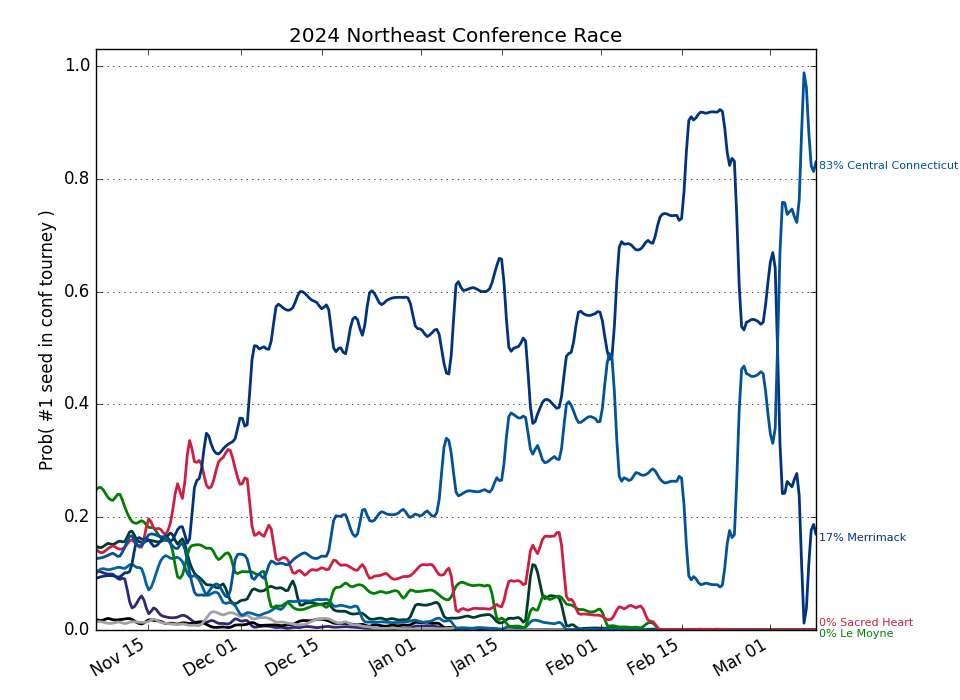 2024 Northeast Conference Race
Prob( #1 seed in conf tourney )
1.0
0.8
0.6
0.4
0.2
0.0
Nov 15
Dec 01
Dec 15
Jan 01
Jan 15
Feb 01
Feb 15
Mar 01
83% Central Connecticut
17% Merrimack
0% Sacred Heart
0% Le Moyne